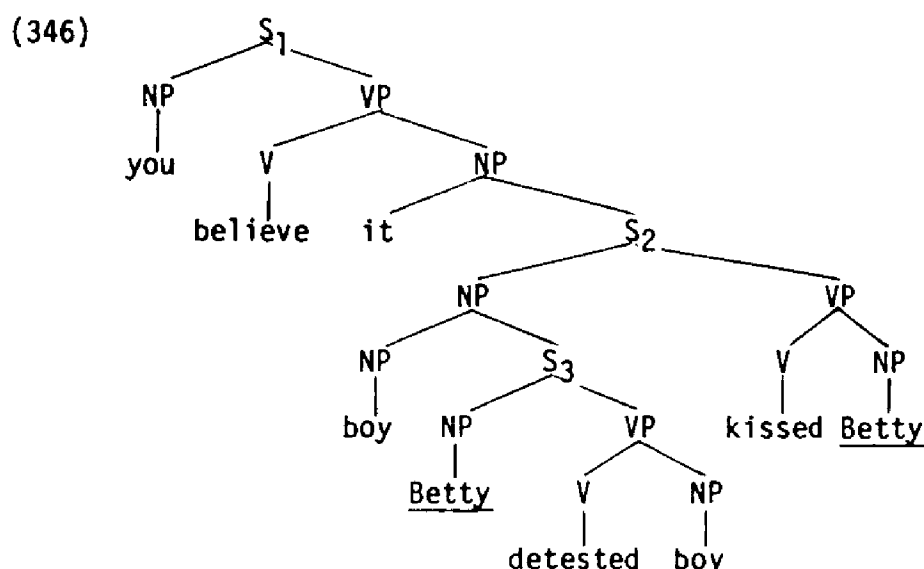 (346) S1
NP VP
you V NP
believe it S2
NP VP
NP S3 V NP
boy NP VP kissed Betty
Betty V NP
detested boy